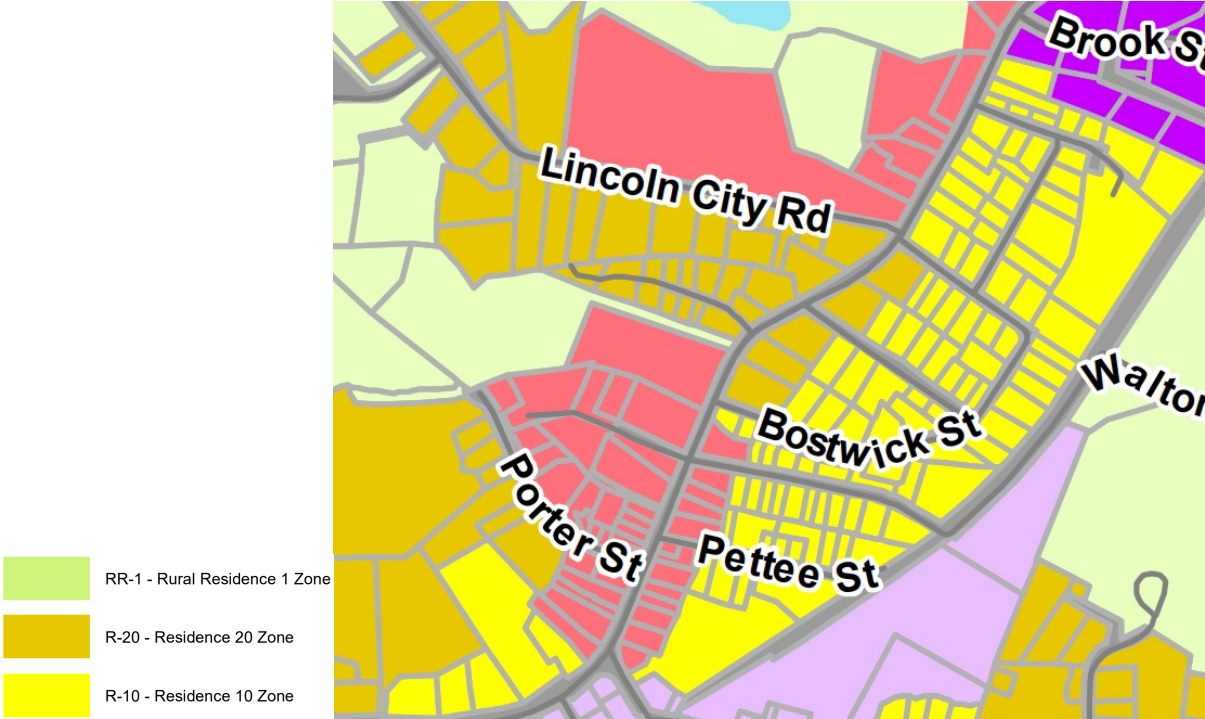 Brook St
Lincoln City Rd
Walton
Bostwick St
Porter St
Pettee St
RR-1 - Rural Residence 1 Zone
R-20 - Residence 20 Zone
R-10 - Residence 10 Zone